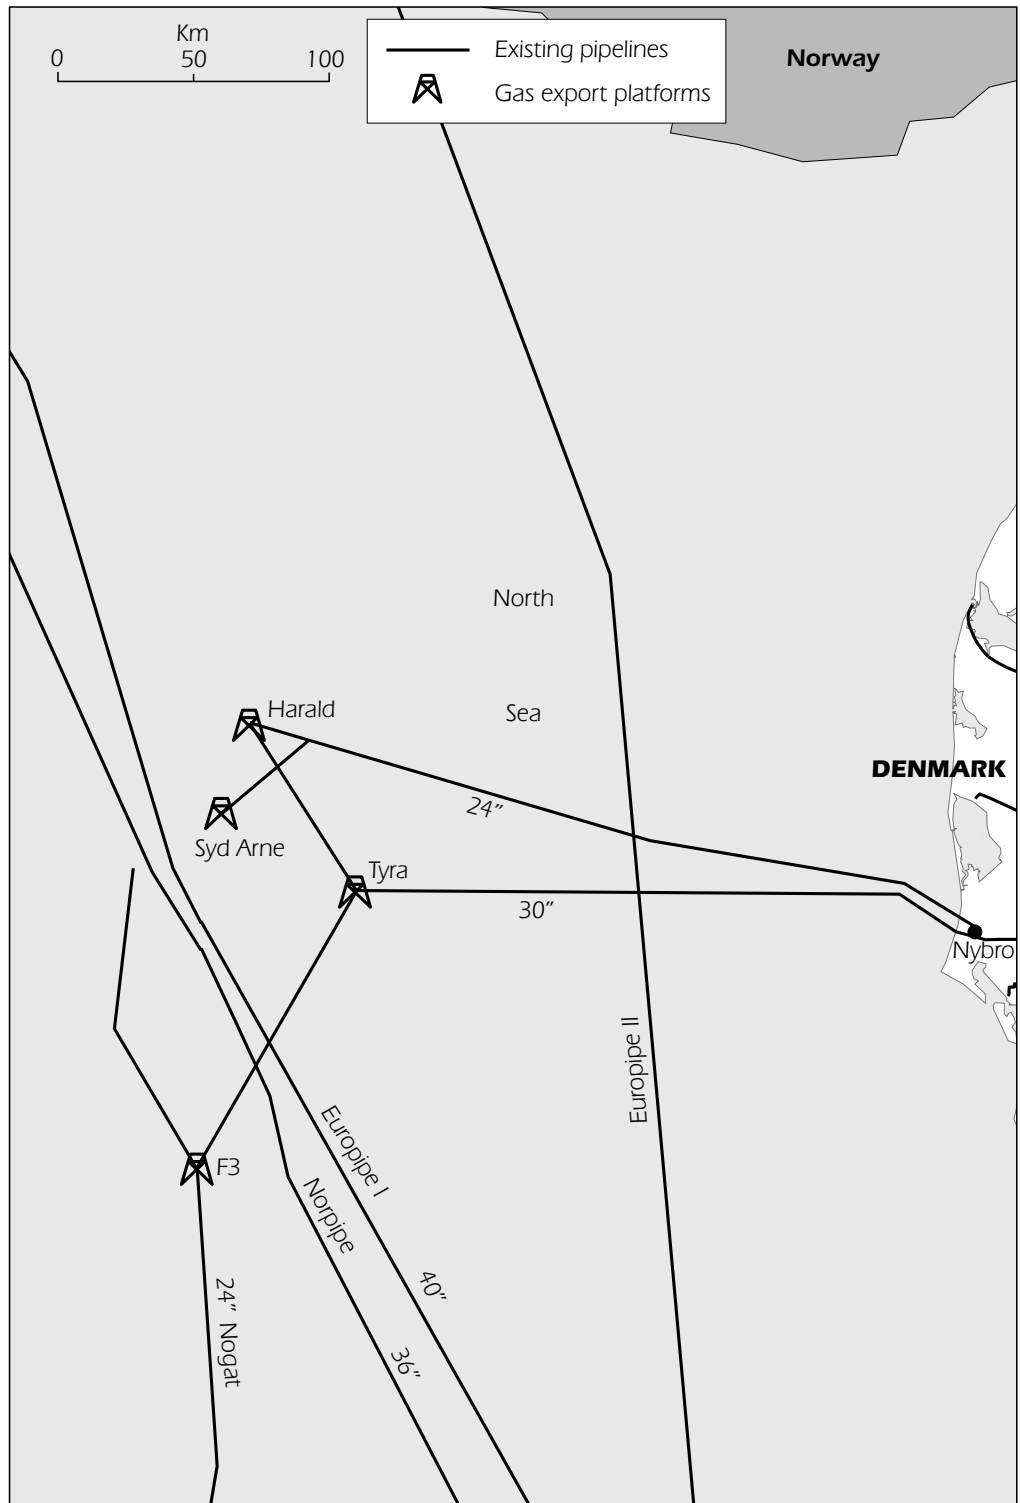 Km
0 50 100
Existing pipelines
Gas export platforms
Norway
North
Sea
Harald
24”
DENMARK
Syd Arne
Tyra
30”
Nybro
Europipe II
Europipe I
F3
Norpipe
40”
24” Nogat
36”